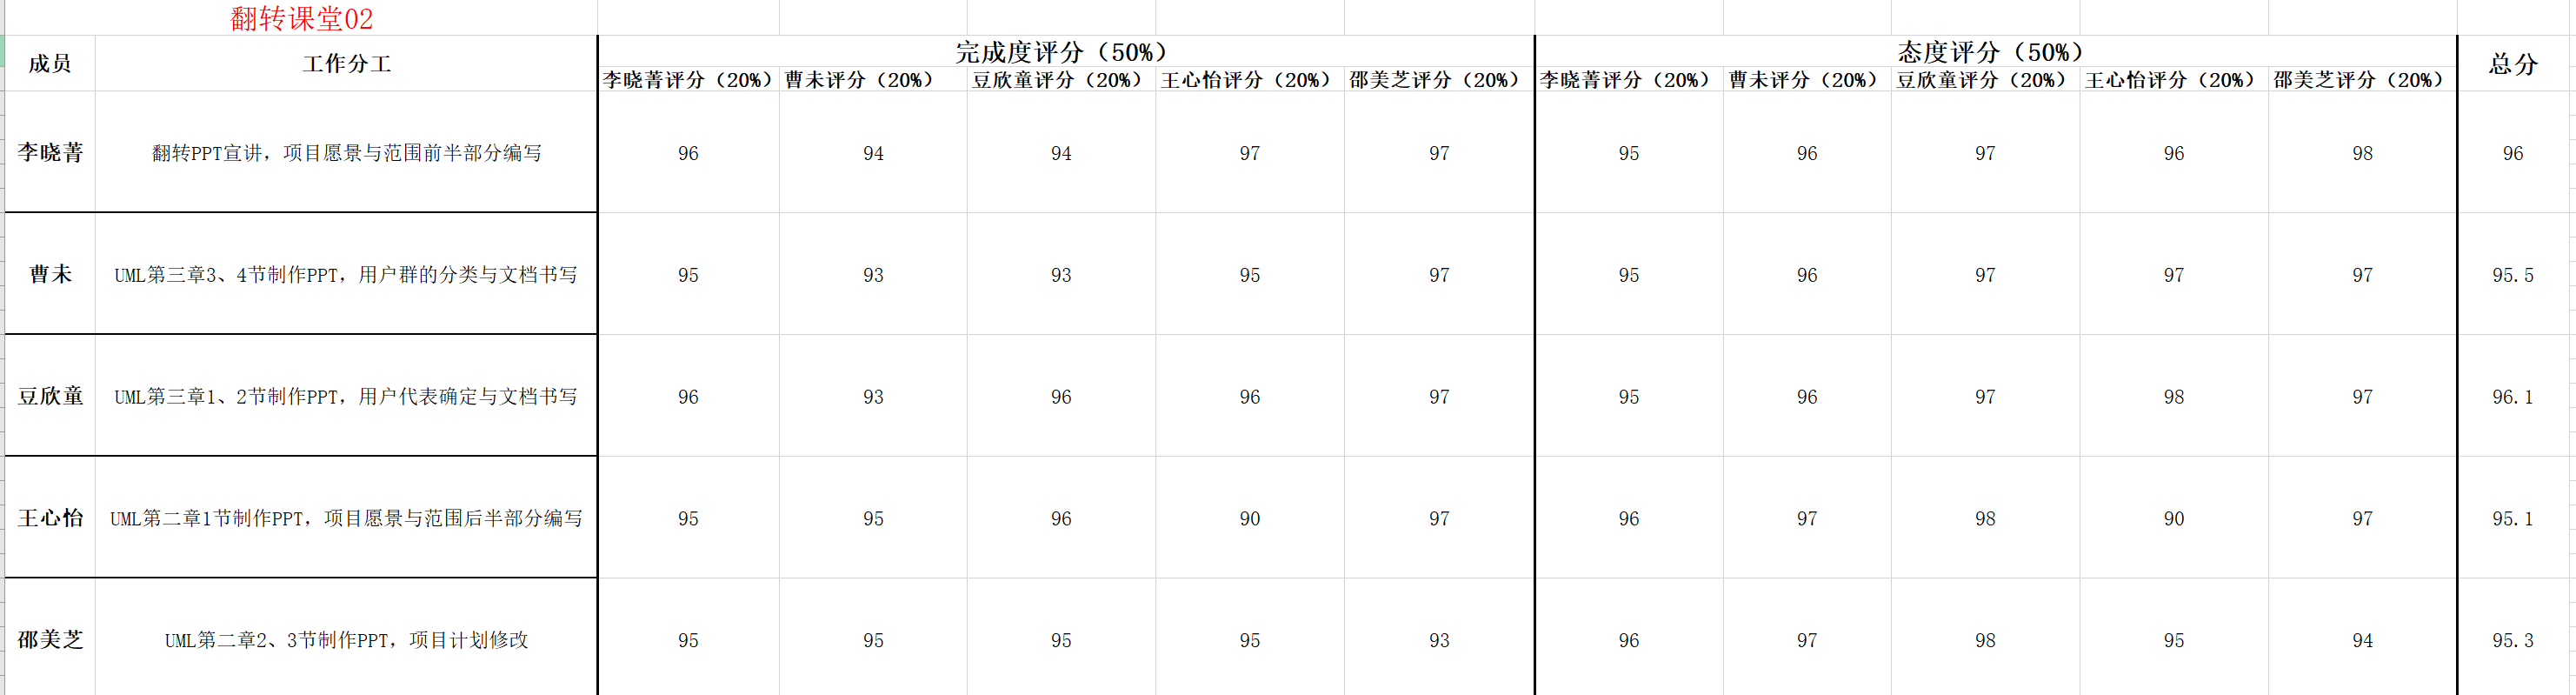 翻转课堂02
成员 工作分工 完成度评分（50%） 态度评分（50%） 总分
李晓菁评分（20%） 曹未评分（20%） 豆欣童评分（20%） 王心怡评分（20%） 邵美芝评分（20%） 李晓菁评分（20%） 曹未评分（20%） 豆欣童评分（20%） 王心怡评分（20%） 邵美芝评分（20%）
李晓菁 翻转PPT宣讲，项目愿景与范围前半部分编写 96 94 94 97 97 95 96 97 96 98 96
曹未 UML第三章3、4节制作PPT，用户群的分类与文档书写 95 93 93 95 97 95 96 97 97 97 95.5
豆欣童 UML第三章1、2节制作PPT，用户代表确定与文档书写 96 93 96 96 97 95 96 97 98 97 96.1
王心怡 UML第二章1节制作PPT，项目愿景与范围后半部分编写 95 95 96 90 97 96 97 98 90 97 95.1
邵美芝 UML第二章2、3节制作PPT，项目计划修改 95 95 95 95 93 96 97 98 95 94 95.3